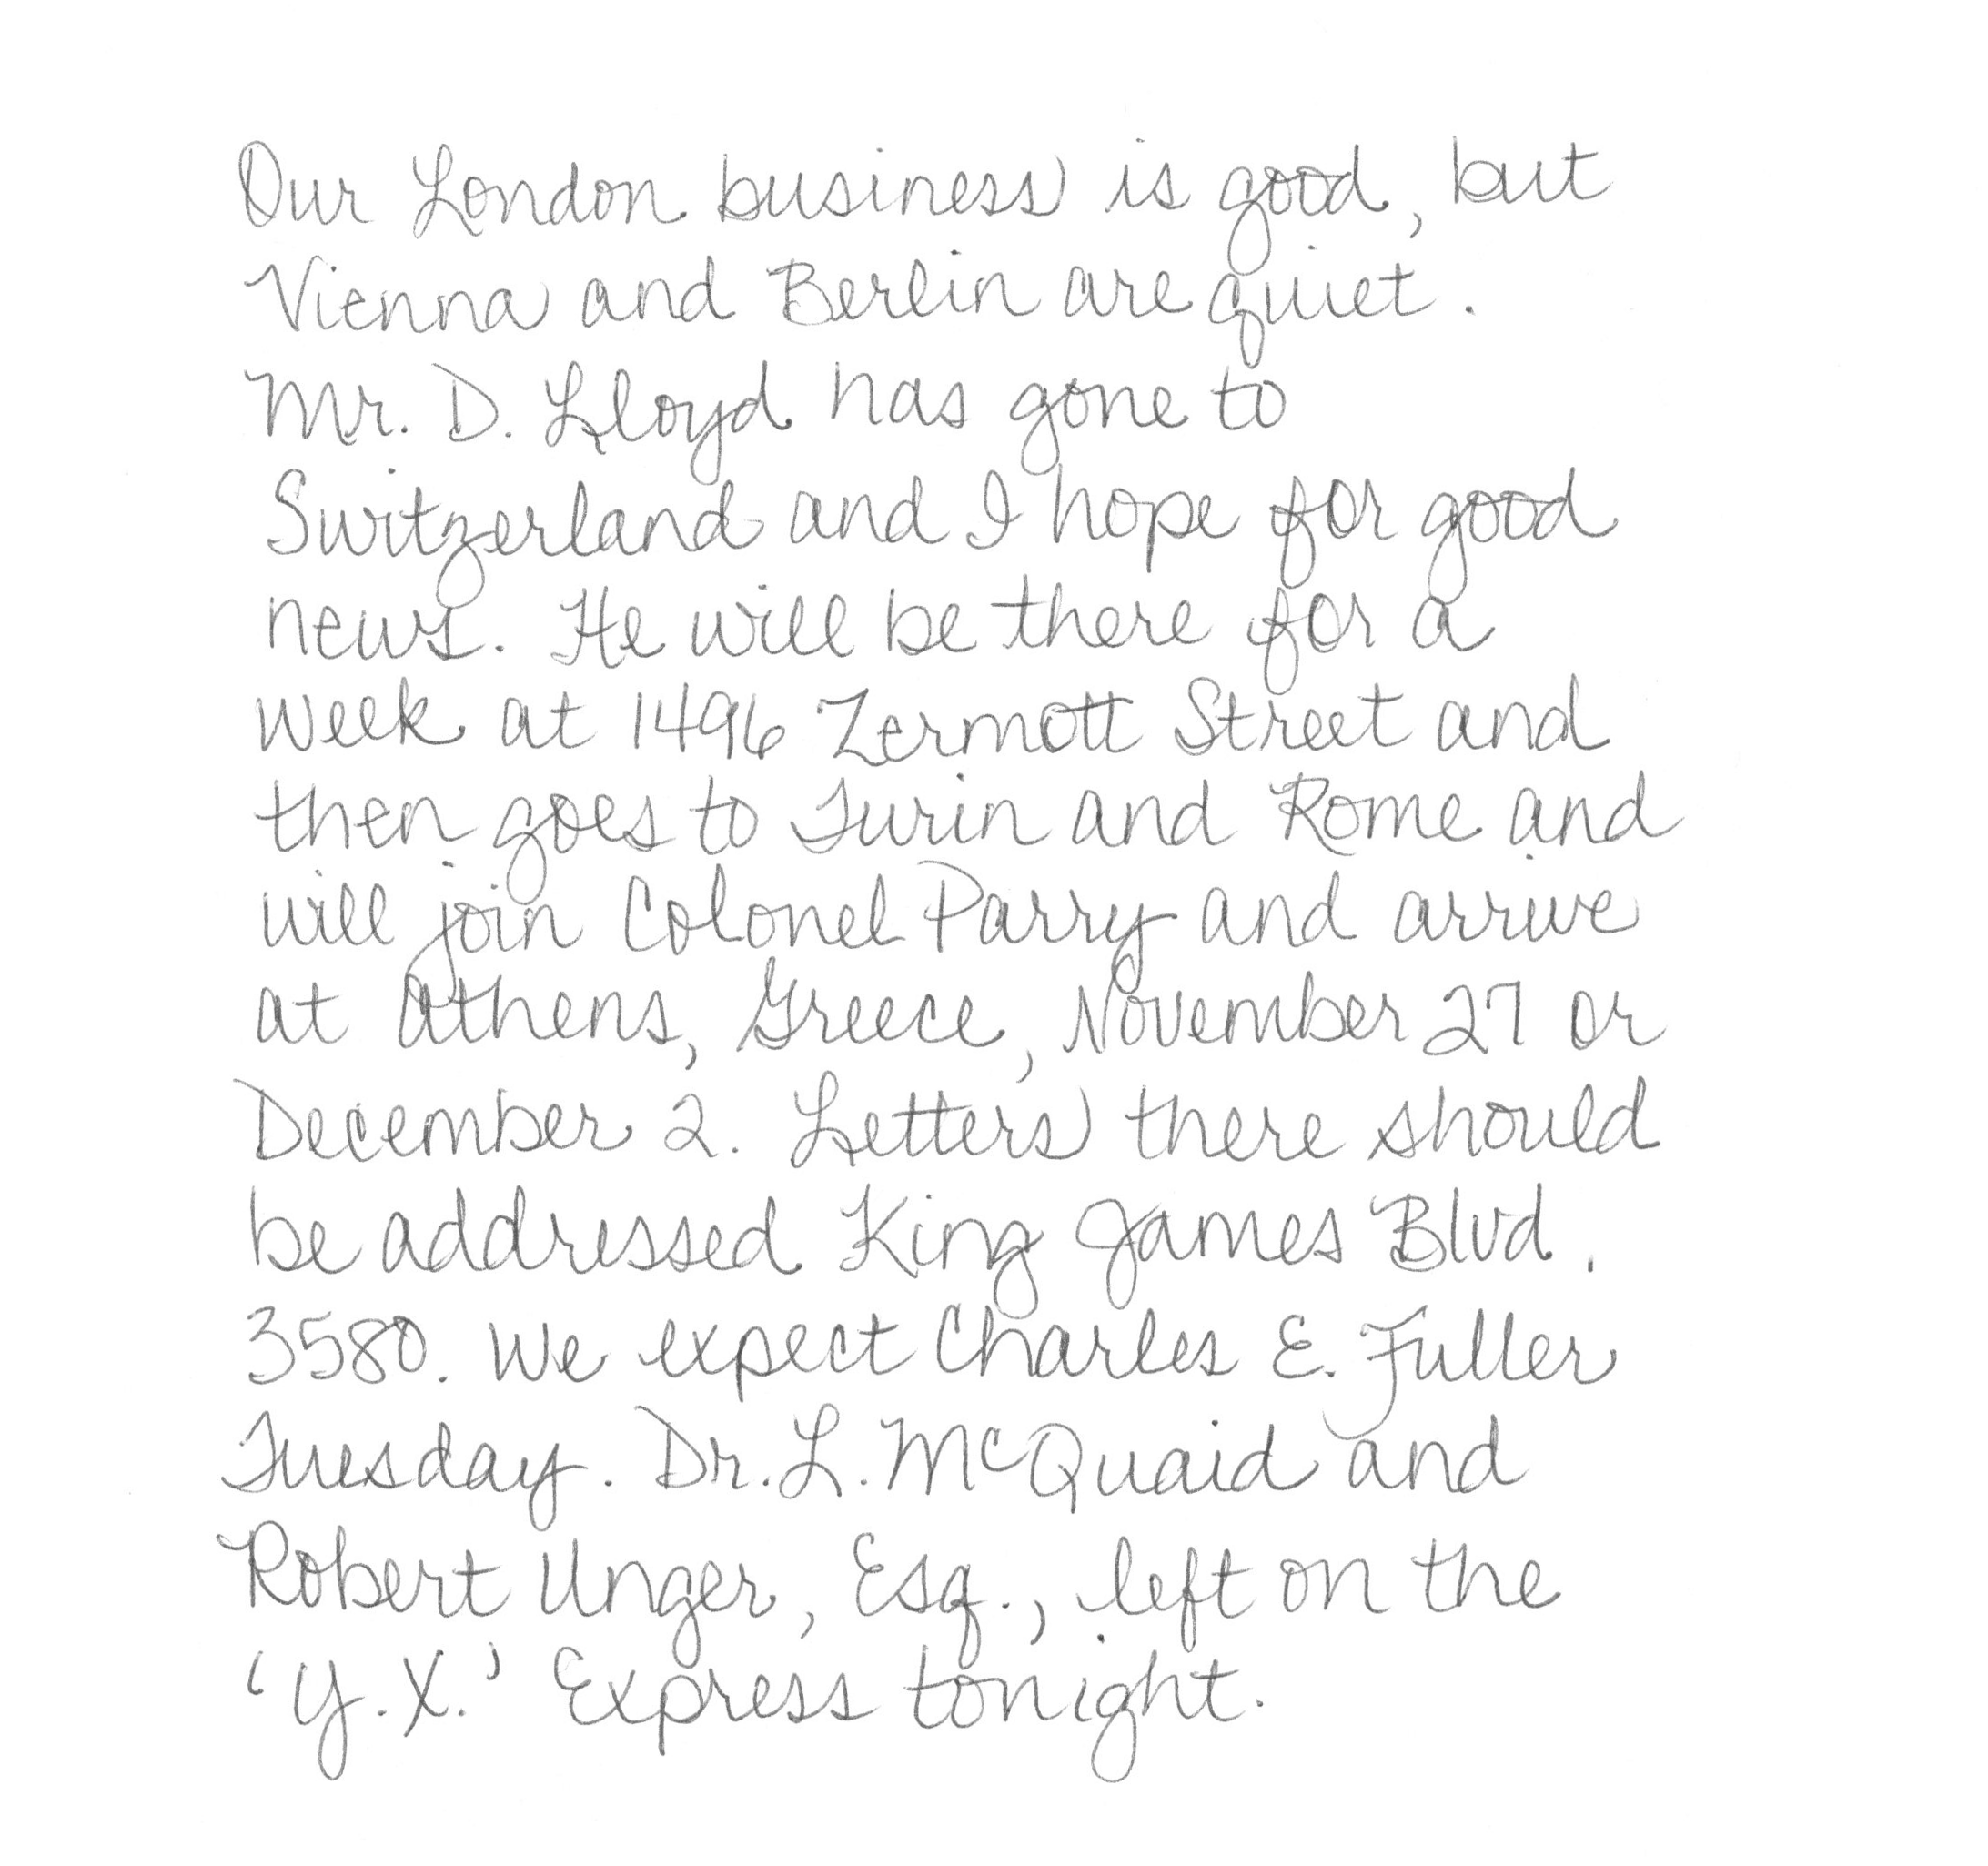 Our London business is good, but
Vienna and Berlin are quiet.
Mr. D. Lloyd has gone to
Switzerland and I hope for good
news. He will be there for a
week at 1496 Zermott Street and
then goes to Turin and Rome and
will join Colonel Parry and arrive
at Athens, Greece, November 27 or
December 2. Letters there should
be addressed King James Blvd.
3580. We expect Charles E. Fuller
Tuesday. Dr. L. McQuaid and
Robert Unger, Esq., left on the
'Y.X.' Express tonight.